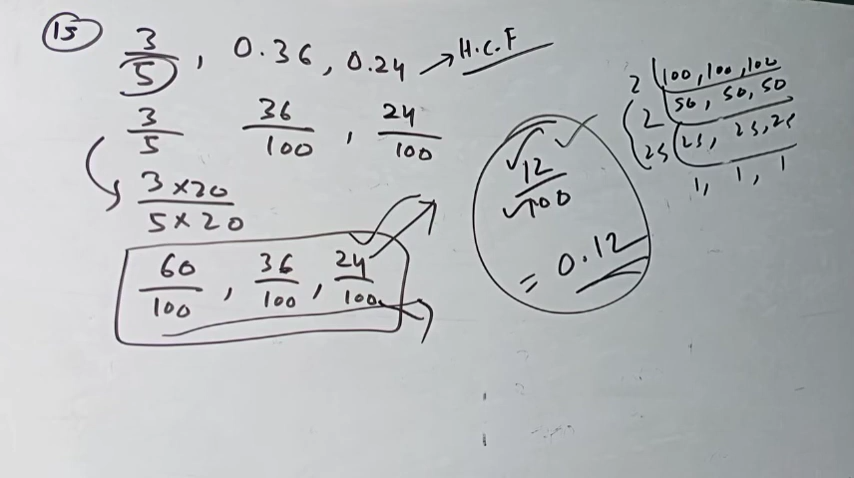 15
3/5, 0.36, 0.24 → H.C.F
3/5 36/100, 24/100
3×20/5×20
60/100, 36/100, 24/100
12/100
= 0.12
2 100, 100, 100
2 50, 50, 50
25 25, 25, 25
1, 1, 1